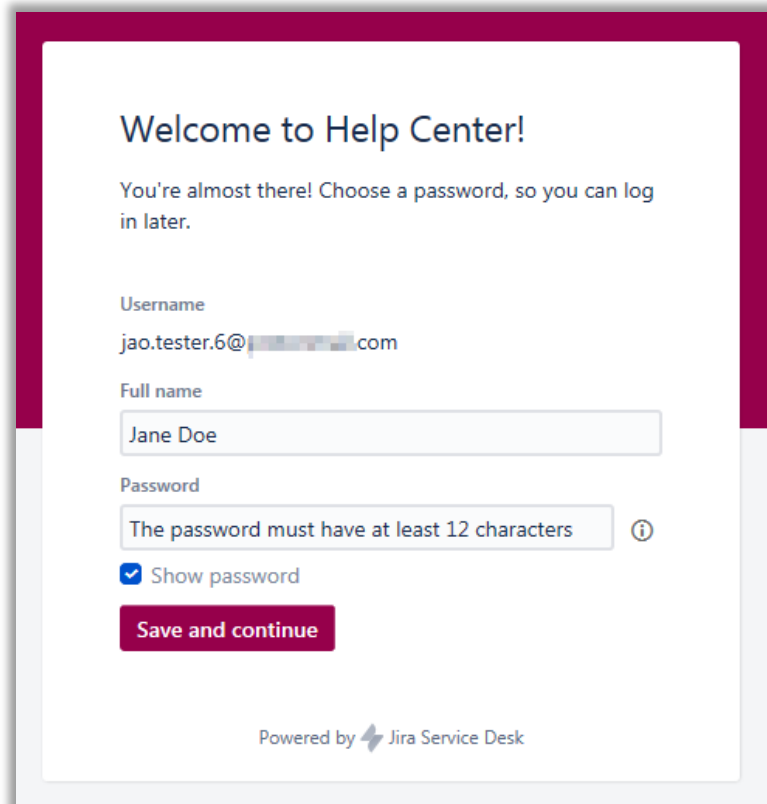 Welcome to Help Center!
You're almost there! Choose a password, so you can log
in later.
Username
jao.tester.6@ .com
Full name
Jane Doe
Password
The password must have at least 12 characters
Show password
Save and continue
Powered by Jira Service Desk